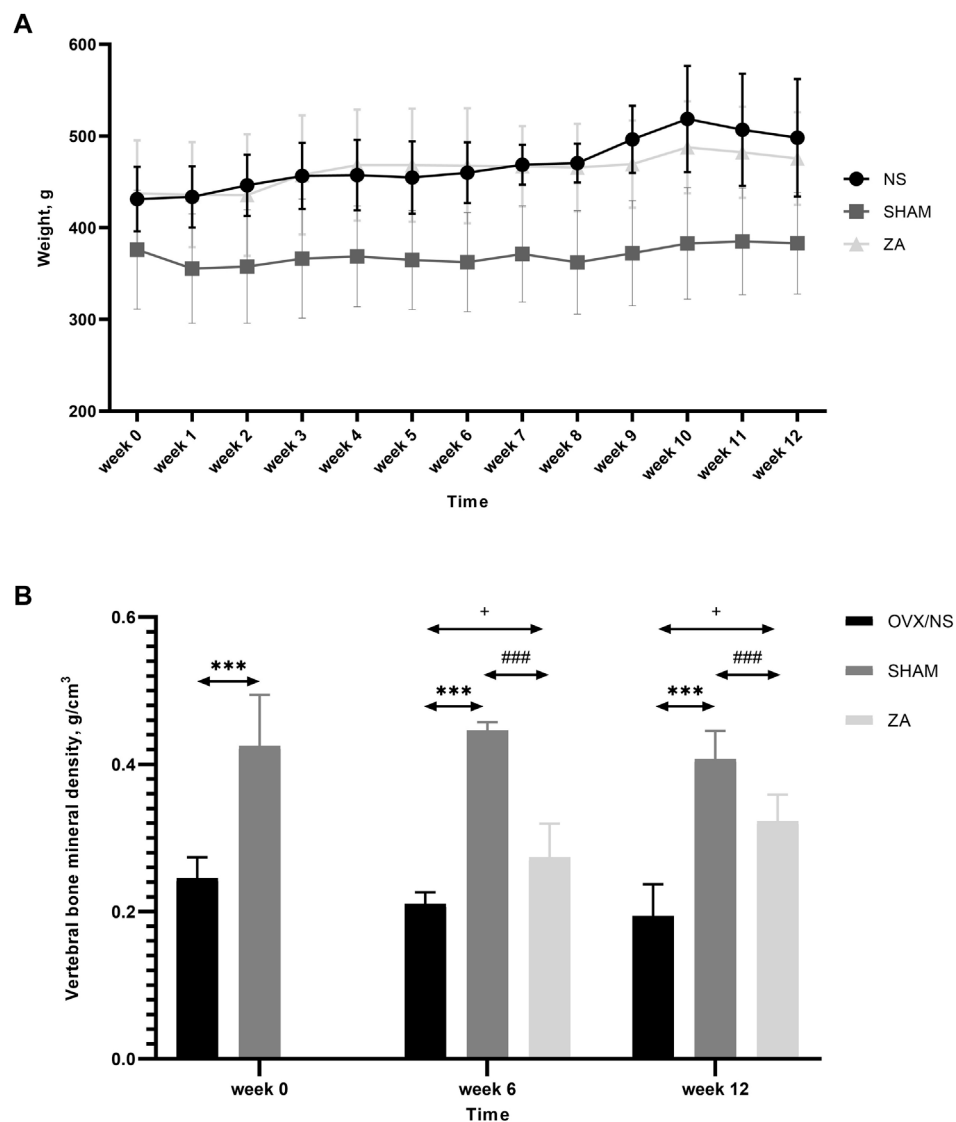 A
600
500
400
300
200
Weight, g
week 0
week 1
week 2
week 3
week 4
week 5
week 6
week 7
week 8
week 9
week 10
week 11
week 12
Time
NS
SHAM
ZA
B
0.6
0.4
0.2
0.0
Vertebral bone mineral density, g/cm³
***
+
###
***
+
###
***
week 0
week 6
week 12
Time
OVX/NS
SHAM
ZA